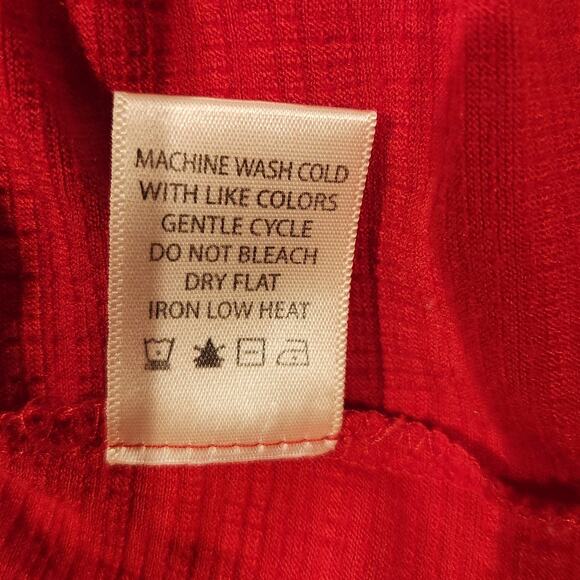 MACHINE WASH COLD
WITH LIKE COLORS
GENTLE CYCLE
DO NOT BLEACH
DRY FLAT
IRON LOW HEAT